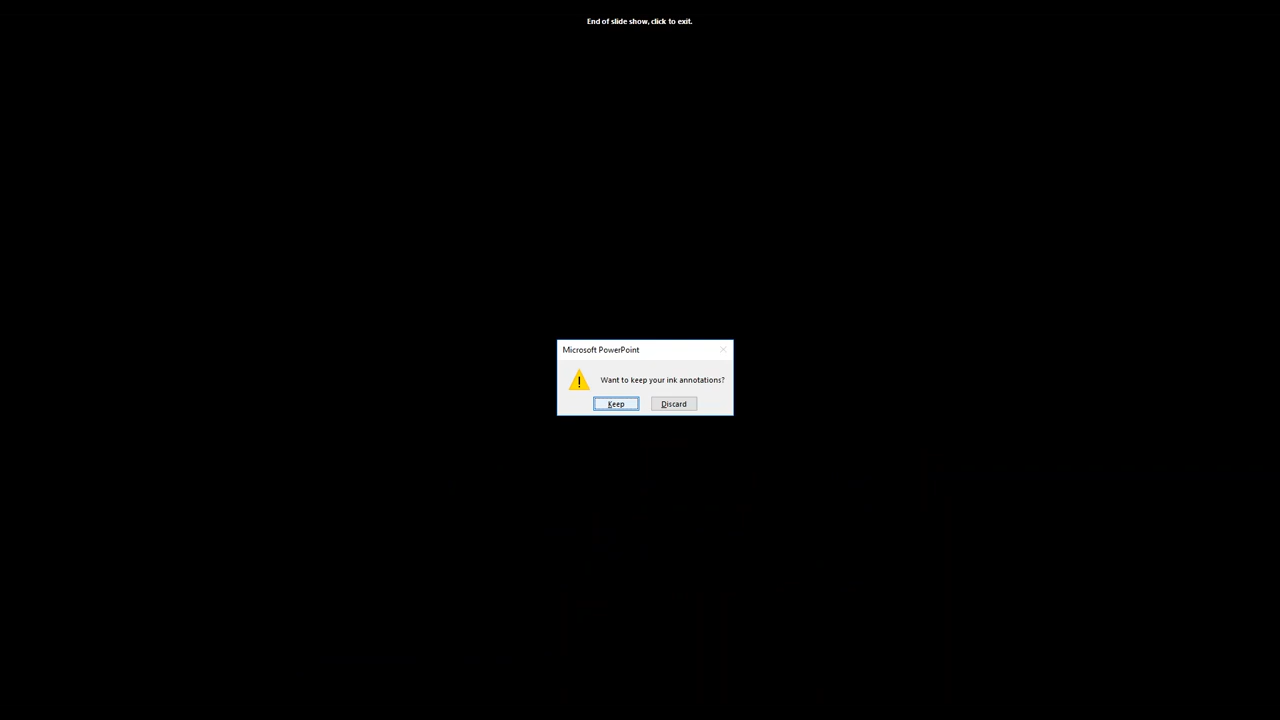 End of slide show, click to exit.
Microsoft PowerPoint
Want to keep your ink annotations?
Keep Discard